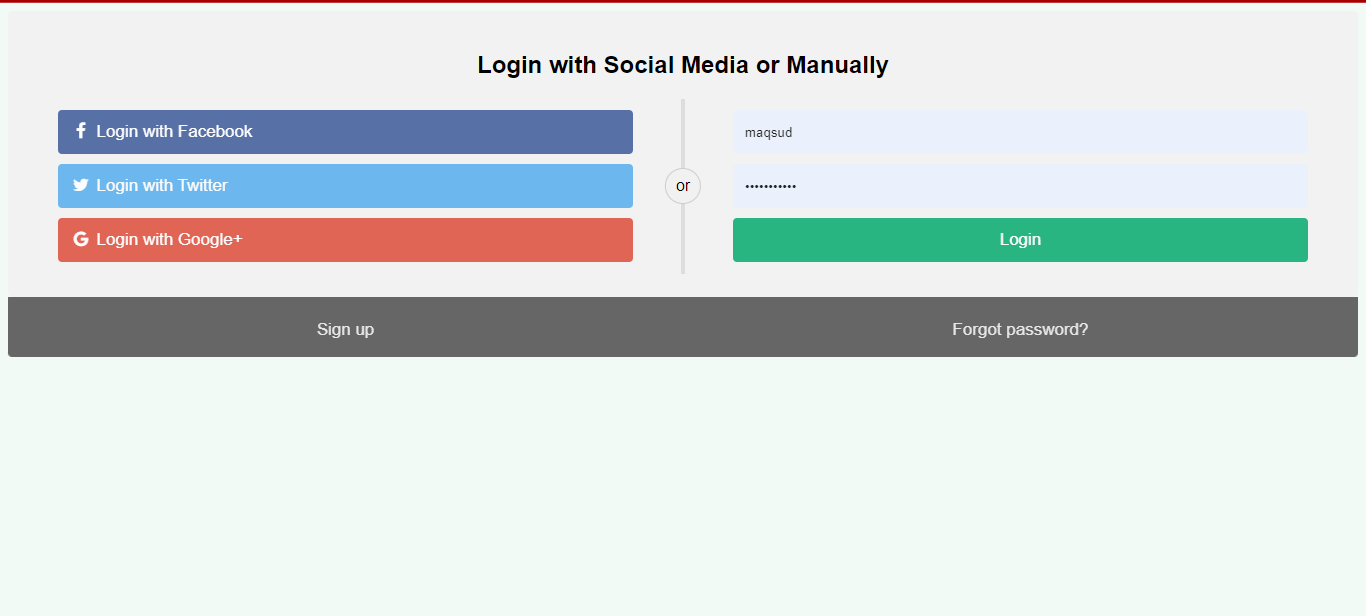 Login with Social Media or Manually
Login with Facebook
Login with Twitter
Login with Google+
or
maqsud
•••••••••••
Login
Sign up
Forgot password?